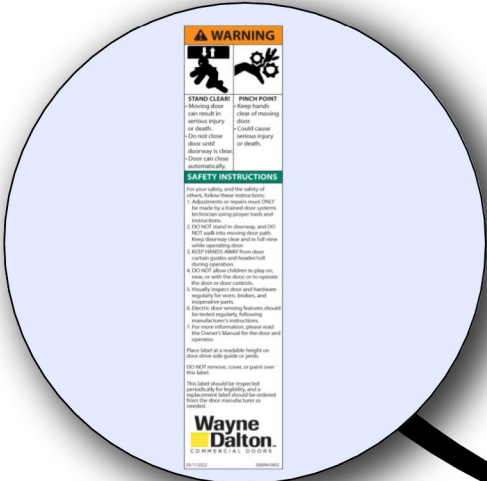 WARNING
STAND CLEAR!
• Moving door
can result in
serious injury
or death.
• Do not close
door until
doorway is clear.
• Door can close
automatically.
PINCH POINT
• Keep hands
clear of moving
door.
• Could cause
serious injury
or death.
SAFETY INSTRUCTIONS
For your safety, and the safety of
others, follow these instructions:
1. Adjustments or repairs must ONLY
be made by a trained door systems
technician using proper tools and
instructions.
2. DO NOT stand in doorway, and DO
NOT walk into moving door path.
Keep doorway clear and in full view
while operating door.
3. KEEP HANDS AWAY from door
curtain guides and header/roll
during operation.
4. DO NOT allow children to play on,
near, or with the door; or to operate
the door or door controls.
5. Visually inspect door and hardware
regularly for worn, broken, and
inoperative parts.
6. Electric door sensing features should
be tested regularly, following
manufacturer's instructions.
7. For more information, please read
the Owner's Manual for the door and
operator.
Place label at a readable height on
door drive side guide or jamb.
DO NOT remove, cover, or paint over
this label.
This label should be inspected
periodically for legibility, and a
replacement label should be ordered
from the door manufacturer as
needed.
Wayne
Dalton
COMMERCIAL DOORS